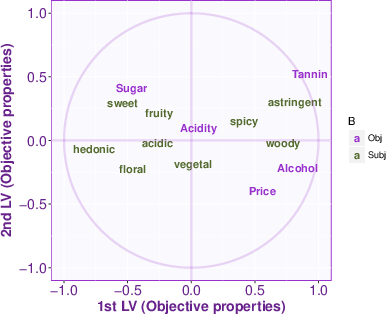 1.0
0.5
0.0
−0.5
−1.0
2nd LV (Objective properties)
Tannin
Sugar
sweet
astringent
fruity
spicy
Acidity
hedonic
acidic
woody
floral
vegetal
Alcohol
Price
−1.0 −0.5 0.0 0.5 1.0
1st LV (Objective properties)
B
a Obj
a Subj